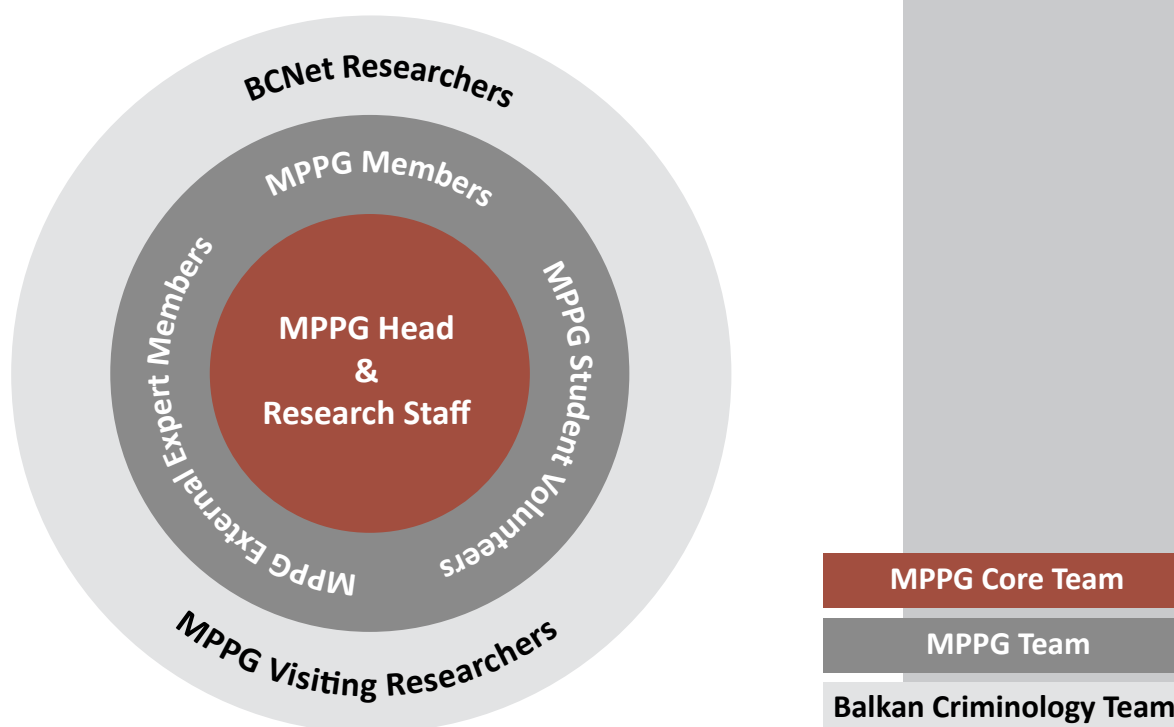 BCNet Researchers
MPPG Members
MPPG External Expert Members
MPPG Student Volunteers
MPPG Head
&
Research Staff
MPPG Visiting Researchers
MPPG Core Team
MPPG Team
Balkan Criminology Team